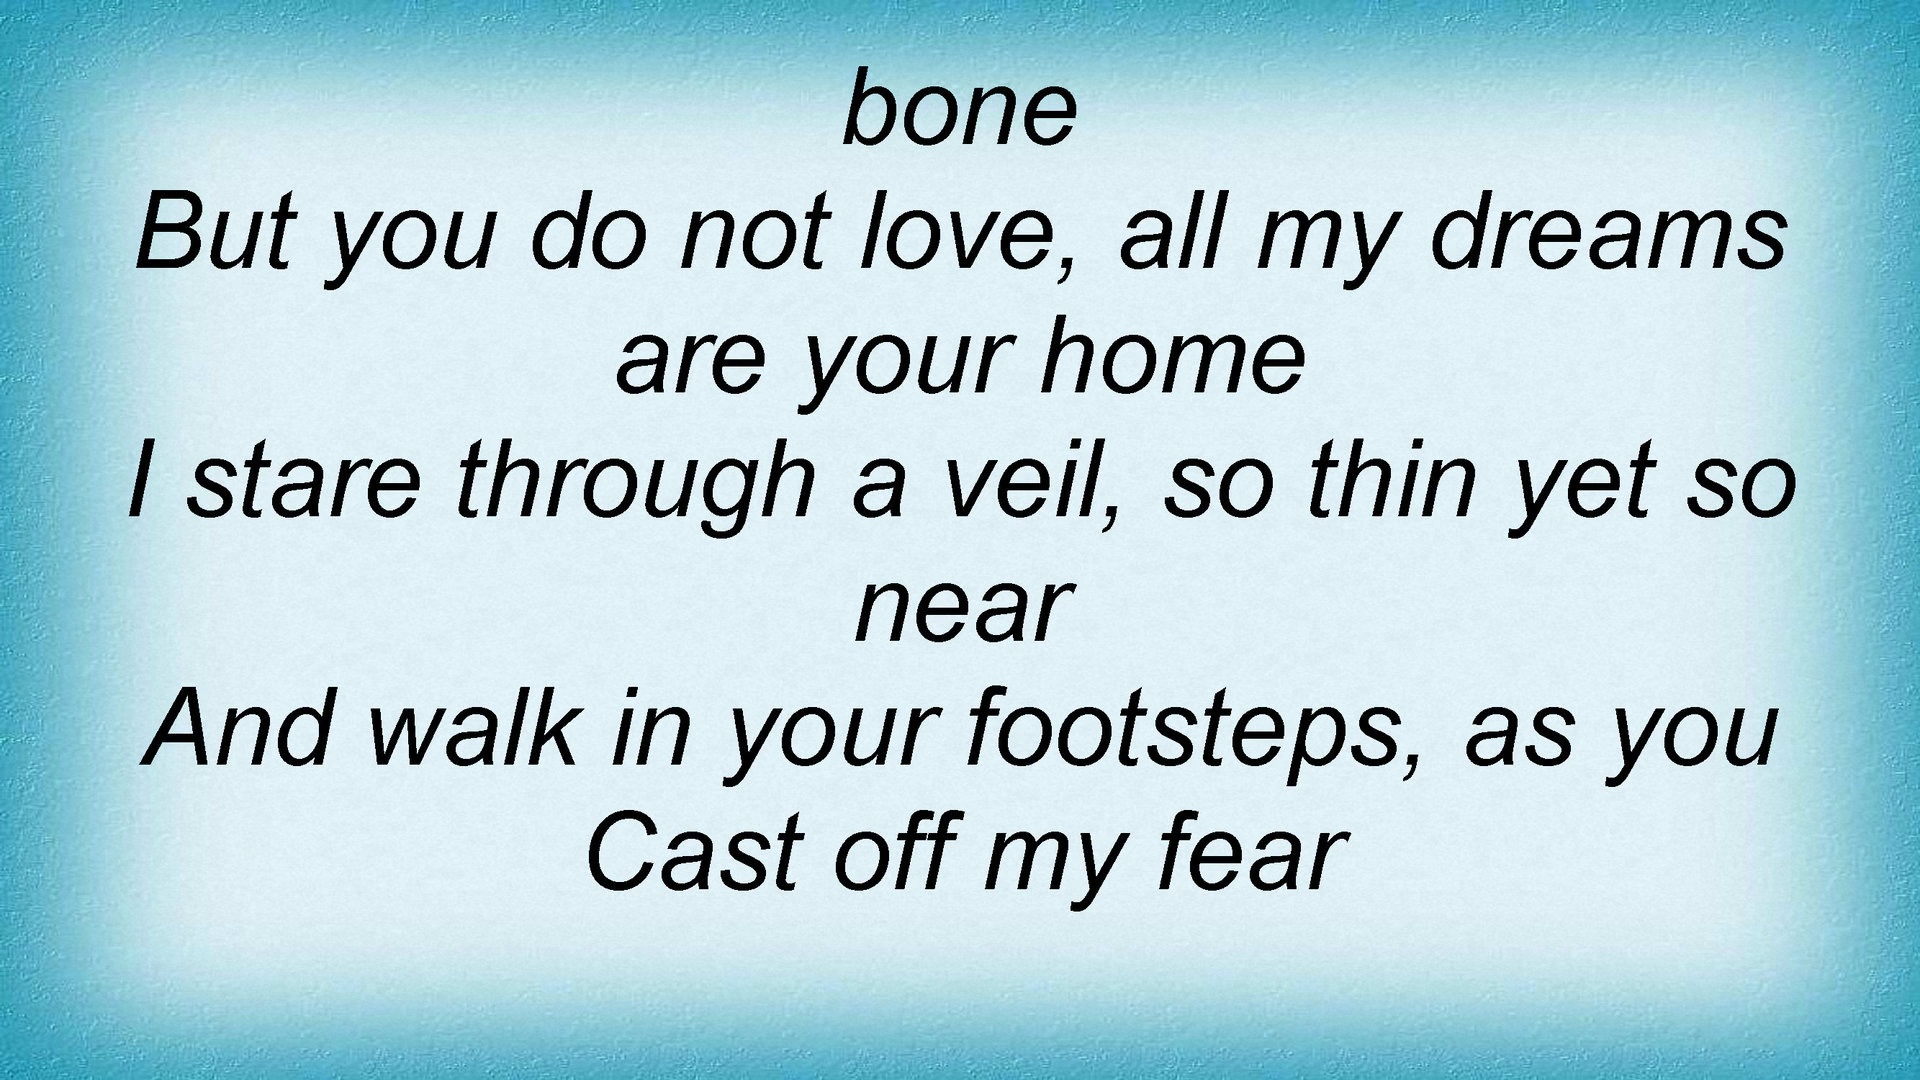 bone
But you do not love, all my dreams
are your home
I stare through a veil, so thin yet so
near
And walk in your footsteps, as you
Cast off my fear